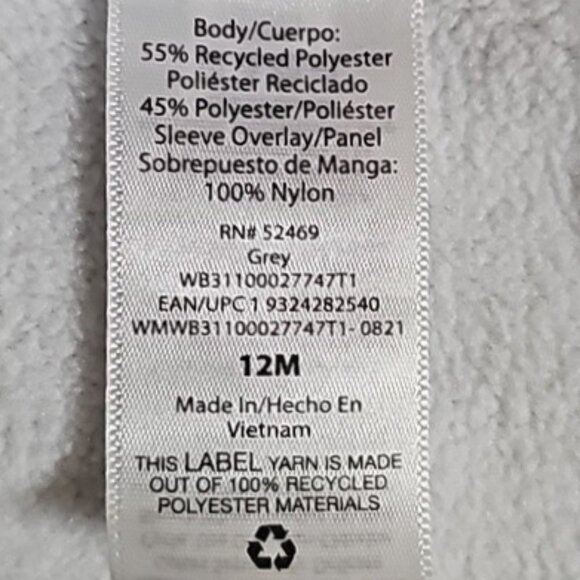 Body/Cuerpo:
55% Recycled Polyester
Poliéster Reciclado
45% Polyester/Poliéster
Sleeve Overlay/Panel
Sobrepuesto de Manga:
100% Nylon
RN# 52469
Grey
WB31100027747T1
EAN/UPC 1 9324282540
WMWB31100027747T1- 0821
12M
Made In/Hecho En
Vietnam
THIS LABEL YARN IS MADE
OUT OF 100% RECYCLED
POLYESTER MATERIALS